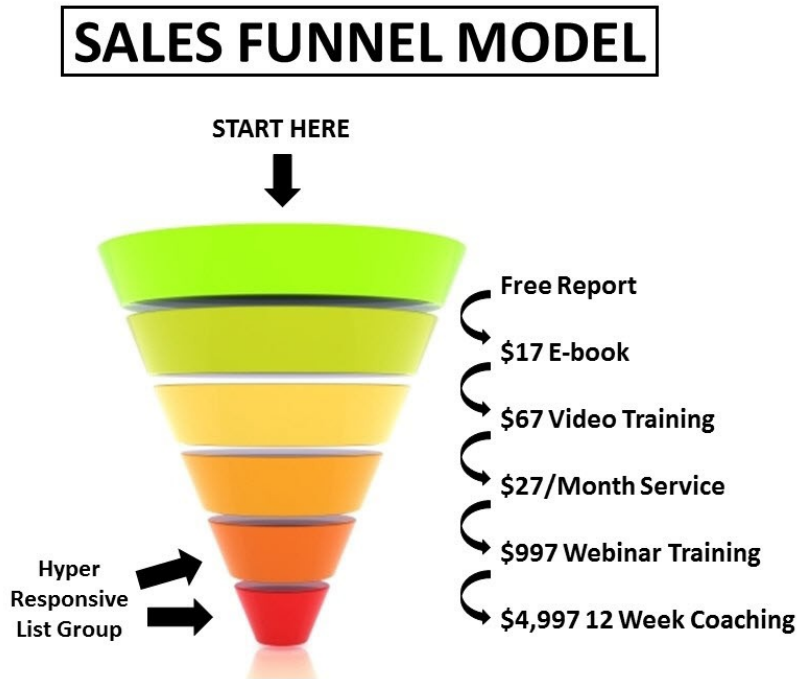 SALES FUNNEL MODEL
START HERE
Free Report
$17 E-book
$67 Video Training
$27/Month Service
$997 Webinar Training
$4,997 12 Week Coaching
Hyper
Responsive
List Group